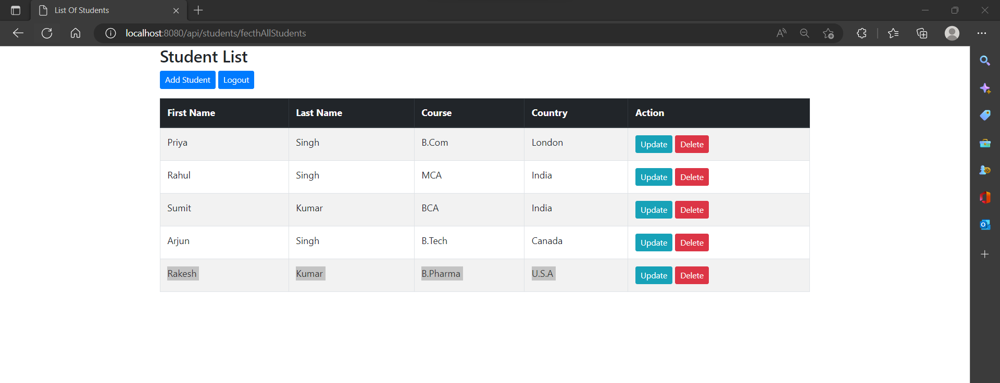 List Of Students
localhost:8080/api/students/fecthAllStudents
Student List
Add Student Logout
First Name Last Name Course Country Action
Priya Singh B.Com London Update Delete
Rahul Singh MCA India Update Delete
Sumit Kumar BCA India Update Delete
Arjun Singh B.Tech Canada Update Delete
Rakesh Kumar B.Pharma U.S.A Update Delete